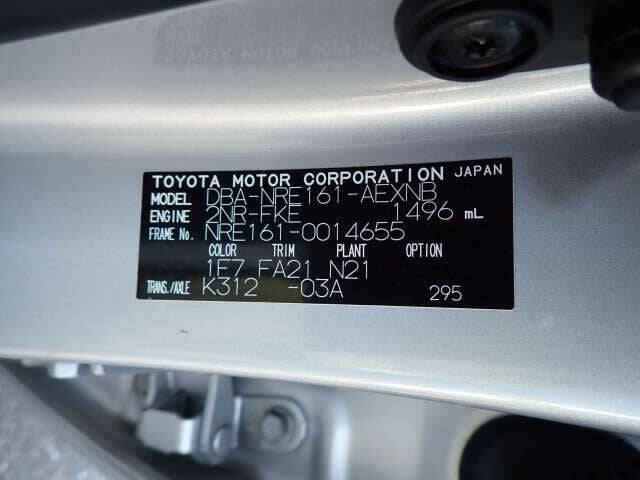 TOYOTA MOTOR CORPORATION JAPAN
MODEL DBA-NRE161-AEXNB
ENGINE 2NR-FKE 1496 mL
FRAME No. NRE161-0014655
COLOR TRIM PLANT OPTION
1F7 FA21 N21
TRANS./AXLE K312 -03A 295